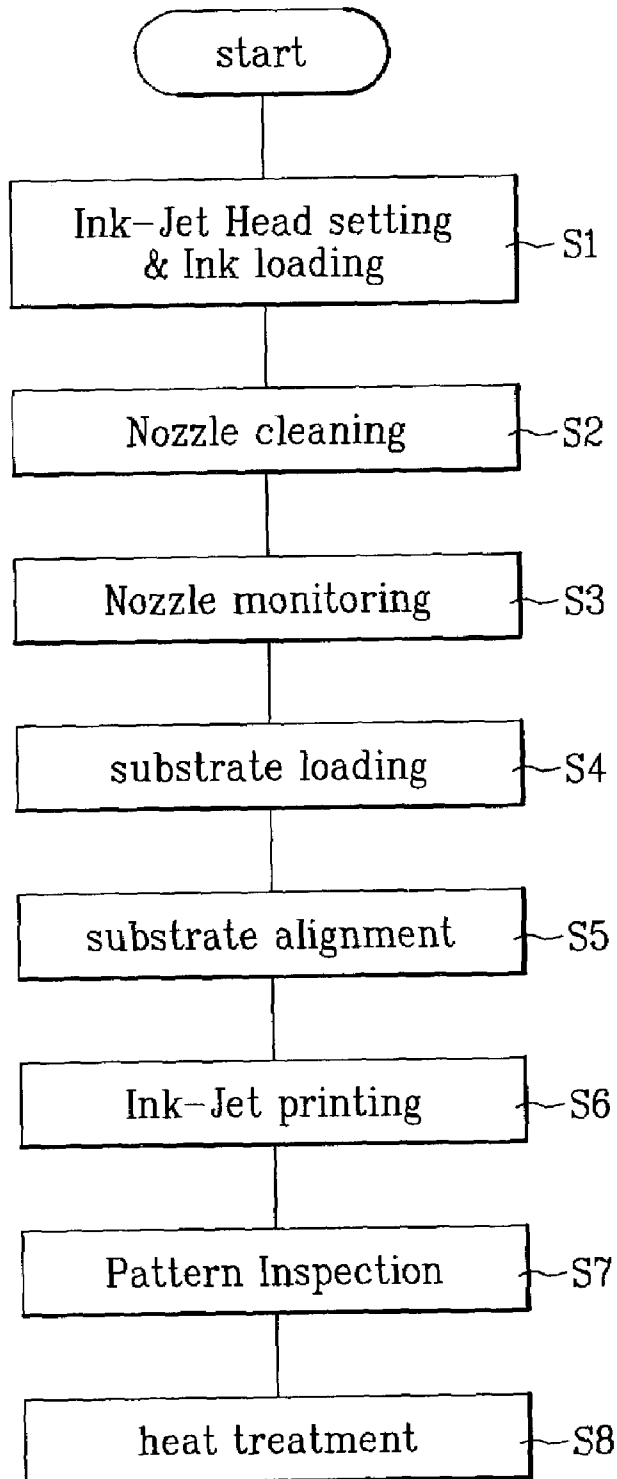 start
Ink-Jet Head setting
& Ink loading
S1
Nozzle cleaning
S2
Nozzle monitoring
S3
substrate loading
S4
substrate alignment
S5
Ink-Jet printing
S6
Pattern Inspection
S7
heat treatment
S8